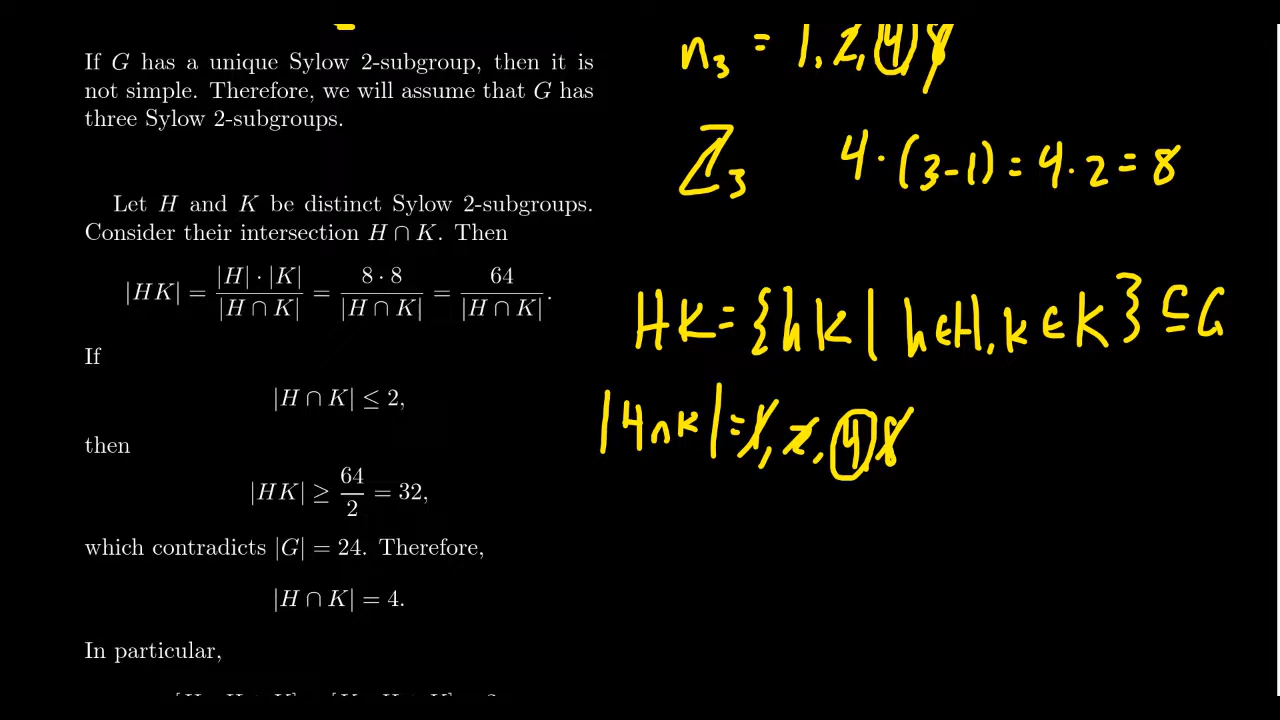 If G has a unique Sylow 2-subgroup, then it is
not simple. Therefore, we will assume that G has
three Sylow 2-subgroups.
Let H and K be distinct Sylow 2-subgroups.
Consider their intersection H ∩ K. Then
|HK| = |H| · |K| / |H ∩ K| = 8 · 8 / |H ∩ K| = 64 / |H ∩ K|.
If
|H ∩ K| ≤ 2,
then
|HK| ≥ 64 / 2 = 32,
which contradicts |G| = 24. Therefore,
|H ∩ K| = 4.
In particular,
n₃ = 1, 2, 4, 8
ℤ₃ 4 · (3-1) = 4 · 2 = 8
HK = {hk | h ∈ H, k ∈ K} ⊆ G
|H ∩ K| = 1, 2, 4, 8